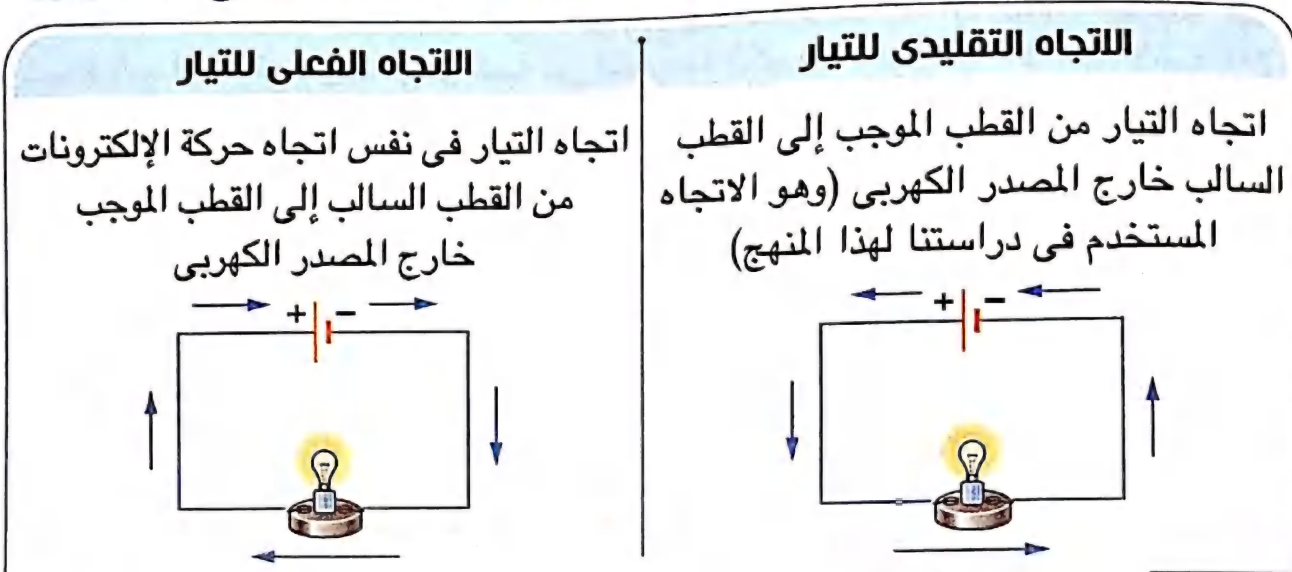 الاتجاه التقليدى للتيار
اتجاه التيار من القطب الموجب إلى القطب
السالب خارج المصدر الكهربى (وهو الاتجاه
المستخدم فى دراستنا لهذا المنهج)
+ −
الاتجاه الفعلى للتيار
اتجاه التيار فى نفس اتجاه حركة الإلكترونات
من القطب السالب إلى القطب الموجب
خارج المصدر الكهربى
+ −